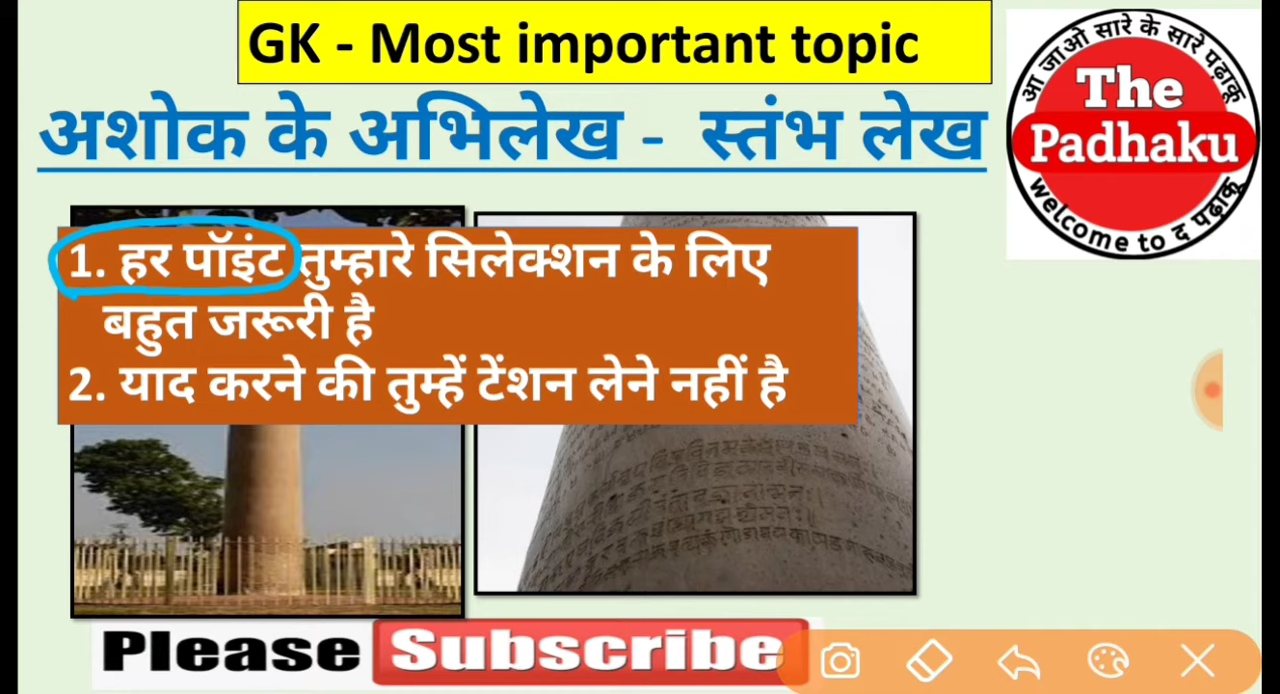 GK - Most important topic
अशोक के अभिलेख - स्तंभ लेख
आ जाओ सारे के सारे पढ़ाकू
The
Padhaku
welcome to द पढ़ाकू
1. हर पॉइंट तुम्हारे सिलेक्शन के लिए
बहुत जरूरी है
2. याद करने की तुम्हें टेंशन लेने नहीं है
Please Subscribe